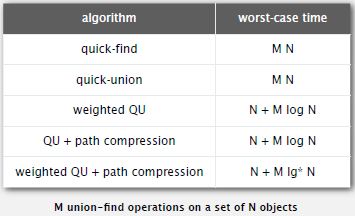 algorithm worst-case time
quick-find M N
quick-union M N
weighted QU N + M log N
QU + path compression N + M log N
weighted QU + path compression N + M lg* N
M union-find operations on a set of N objects